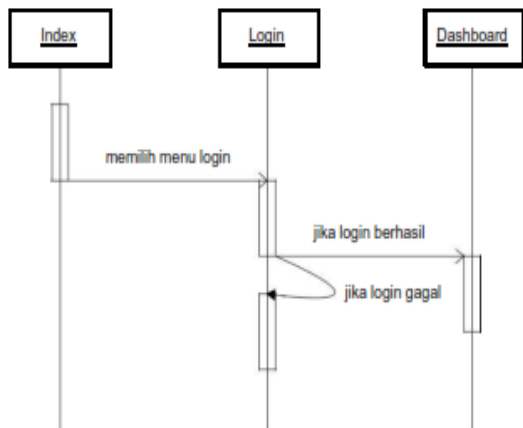 Index
Login
Dashboard
memilih menu login
jika login berhasil
jika login gagal